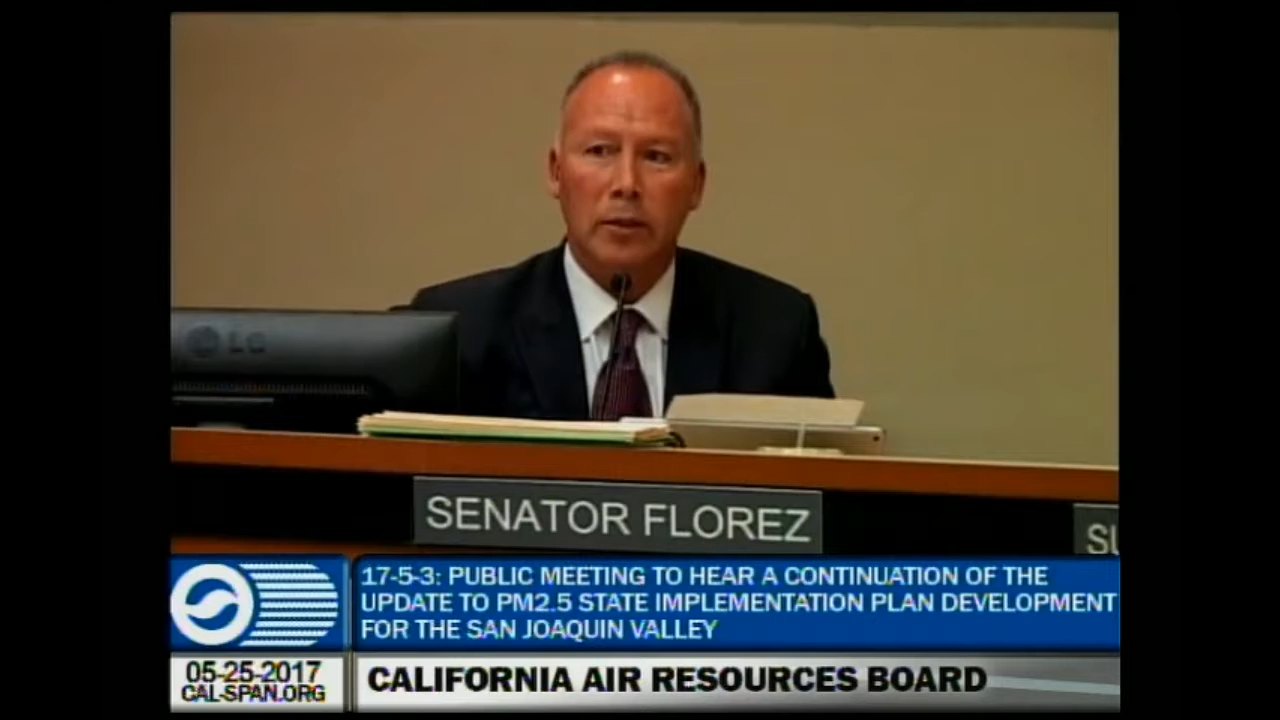 LG
SENATOR FLOREZ
SU
17-5-3: PUBLIC MEETING TO HEAR A CONTINUATION OF THE
UPDATE TO PM2.5 STATE IMPLEMENTATION PLAN DEVELOPMENT
FOR THE SAN JOAQUIN VALLEY
05-25-2017
CAL-SPAN.ORG
CALIFORNIA AIR RESOURCES BOARD